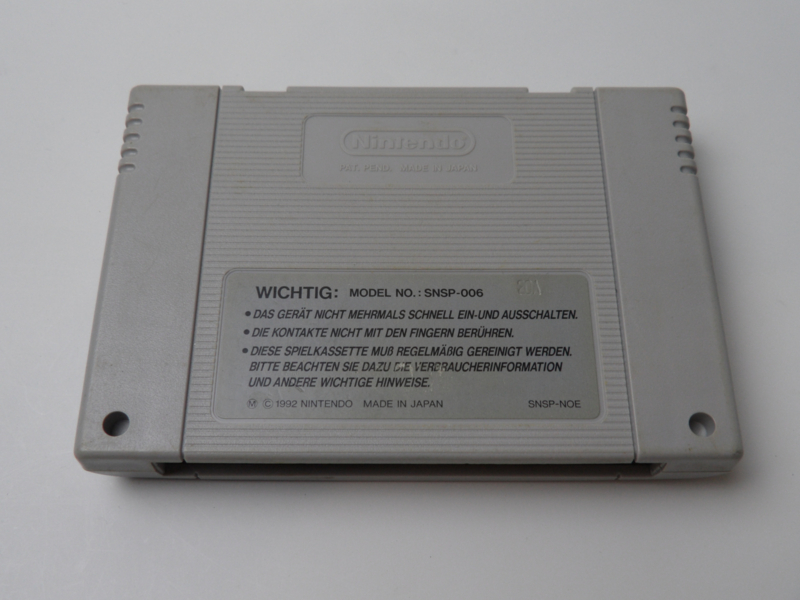 Nintendo
PAT. PEND. MADE IN JAPAN
WICHTIG: MODEL NO.: SNSP-006
• DAS GERÄT NICHT MEHRMALS SCHNELL EIN-UND AUSSCHALTEN.
• DIE KONTAKTE NICHT MIT DEN FINGERN BERÜHREN.
• DIESE SPIELKASSETTE MUß REGELMÄßIG GEREINIGT WERDEN.
BITTE BEACHTEN SIE DAZU DIE VERBRAUCHERINFORMATION
UND ANDERE WICHTIGE HINWEISE.
Ⓜ © 1992 NINTENDO MADE IN JAPAN SNSP-NOE